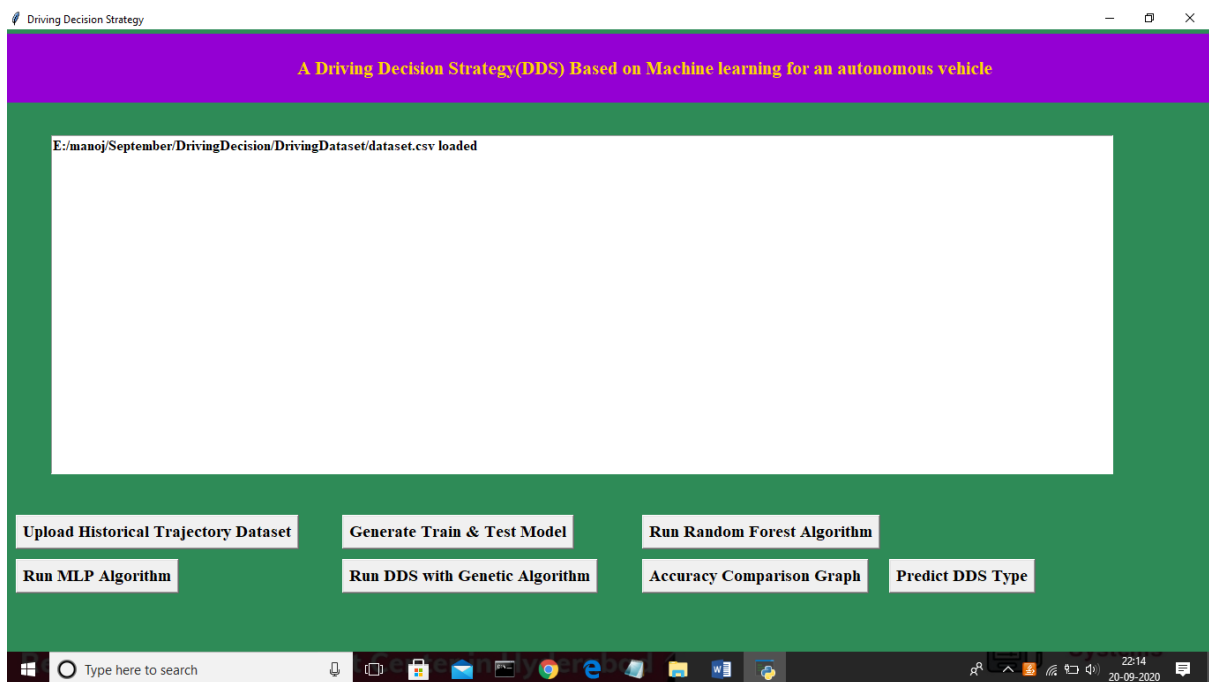 Driving Decision Strategy
A Driving Decision Strategy(DDS) Based on Machine learning for an autonomous vehicle
E:/manoj/September/DrivingDecision/DrivingDataset/dataset.csv loaded
Upload Historical Trajectory Dataset
Generate Train & Test Model
Run Random Forest Algorithm
Run MLP Algorithm
Run DDS with Genetic Algorithm
Accuracy Comparison Graph
Predict DDS Type
Type here to search
22:14
20-09-2020